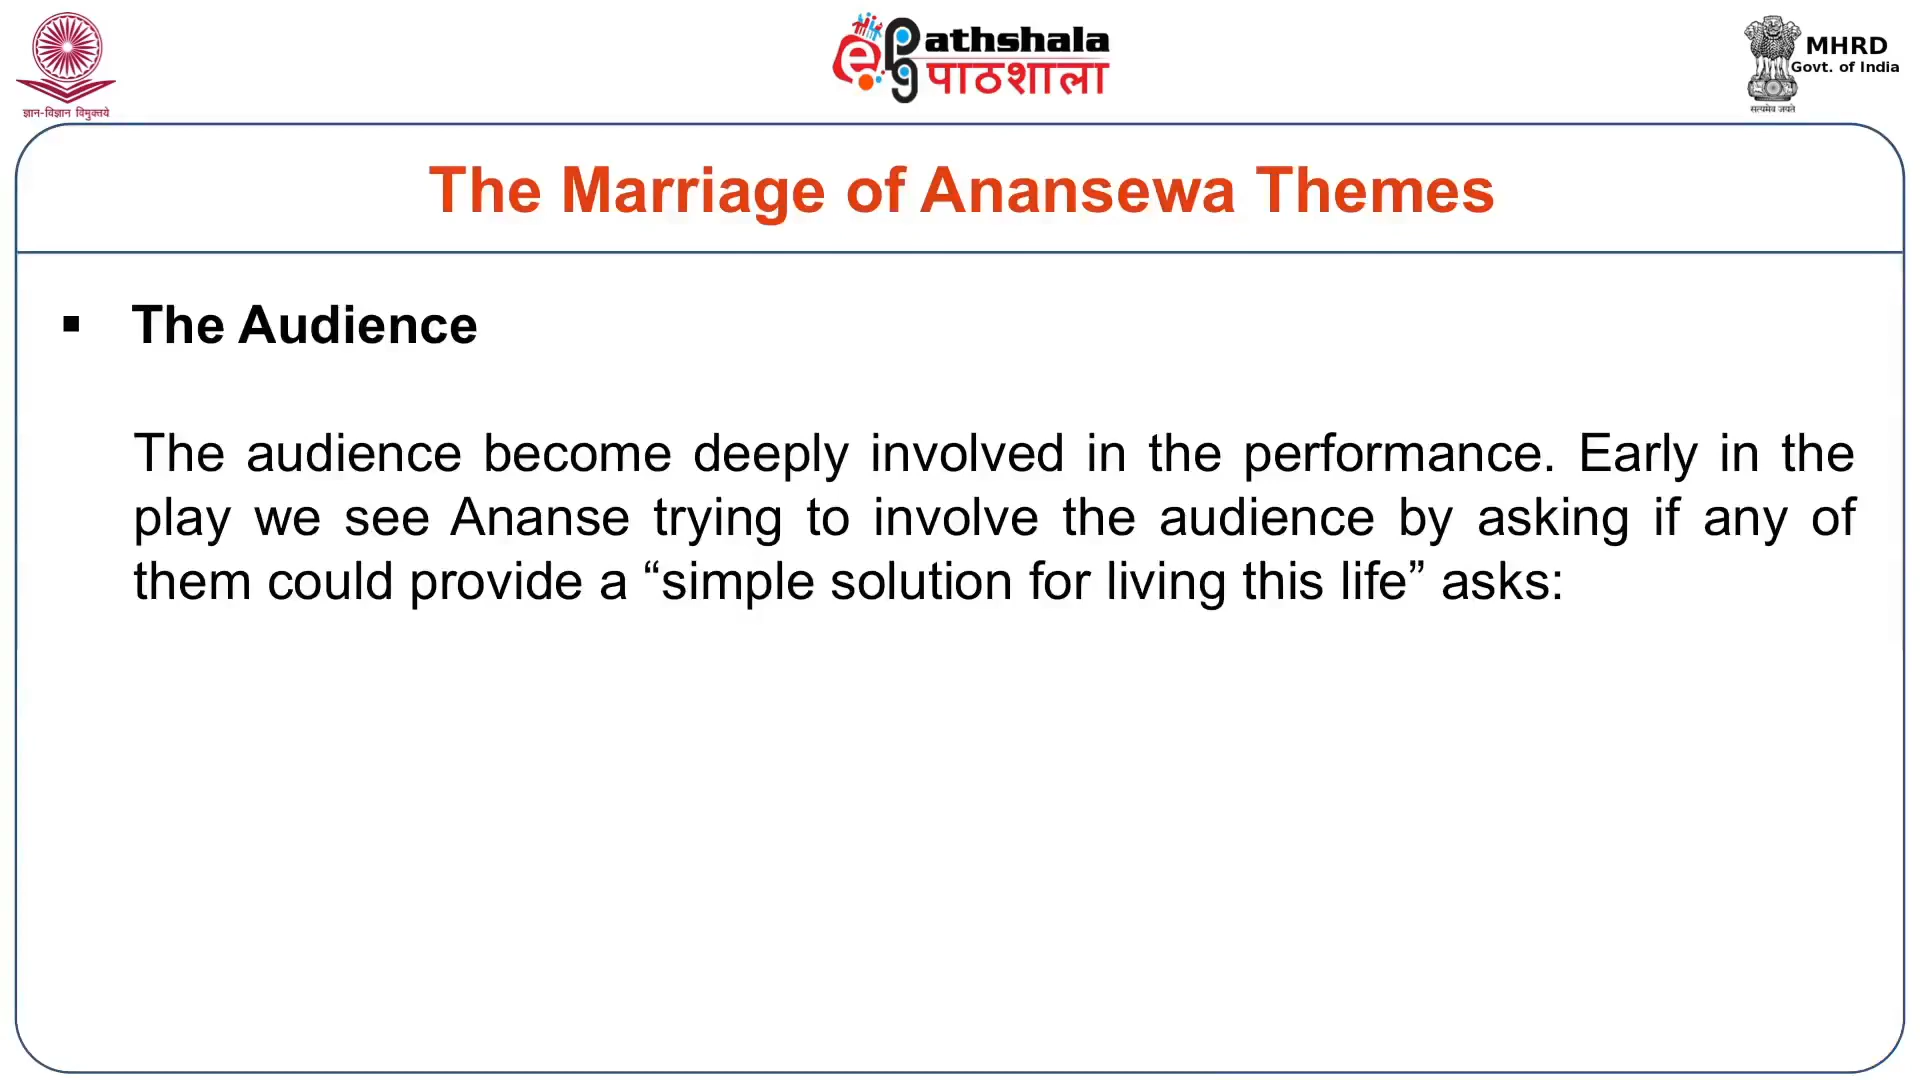 ज्ञान-विज्ञान विमुक्तये
e Pathshala
पाठशाला
MHRD
Govt. of India
सत्यमेव जयते
The Marriage of Anansewa Themes
▪ The Audience
The audience become deeply involved in the performance. Early in the
play we see Ananse trying to involve the audience by asking if any of
them could provide a “simple solution for living this life” asks: